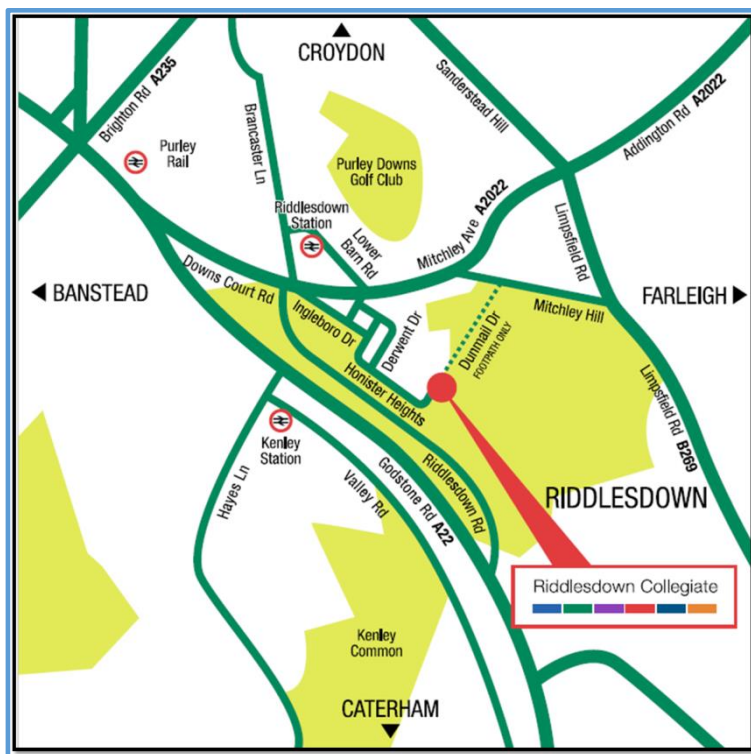 CROYDON
Brighton Rd A235
Brancaster Ln
Sanderstead Hill
Addington Rd A2022
Purley
Rail
Purley Downs
Golf Club
Riddlesdown
Station
Lower
Barn Rd
Mitchley Ave A2022
Limpsfield Rd
BANSTEAD
Downs Court Rd
Ingleboro Dr
Derwent Dr
Dunmail Dr
FOOTPATH ONLY
Mitchley Hill
FARLEIGH
Honister Heights
Limpsfield Rd B269
Kenley
Station
Hayes Ln
Valley Rd
Godstone Rd A22
Riddlesdown Rd
RIDDLESDOWN
Riddlesdown Collegiate
Kenley
Common
CATERHAM